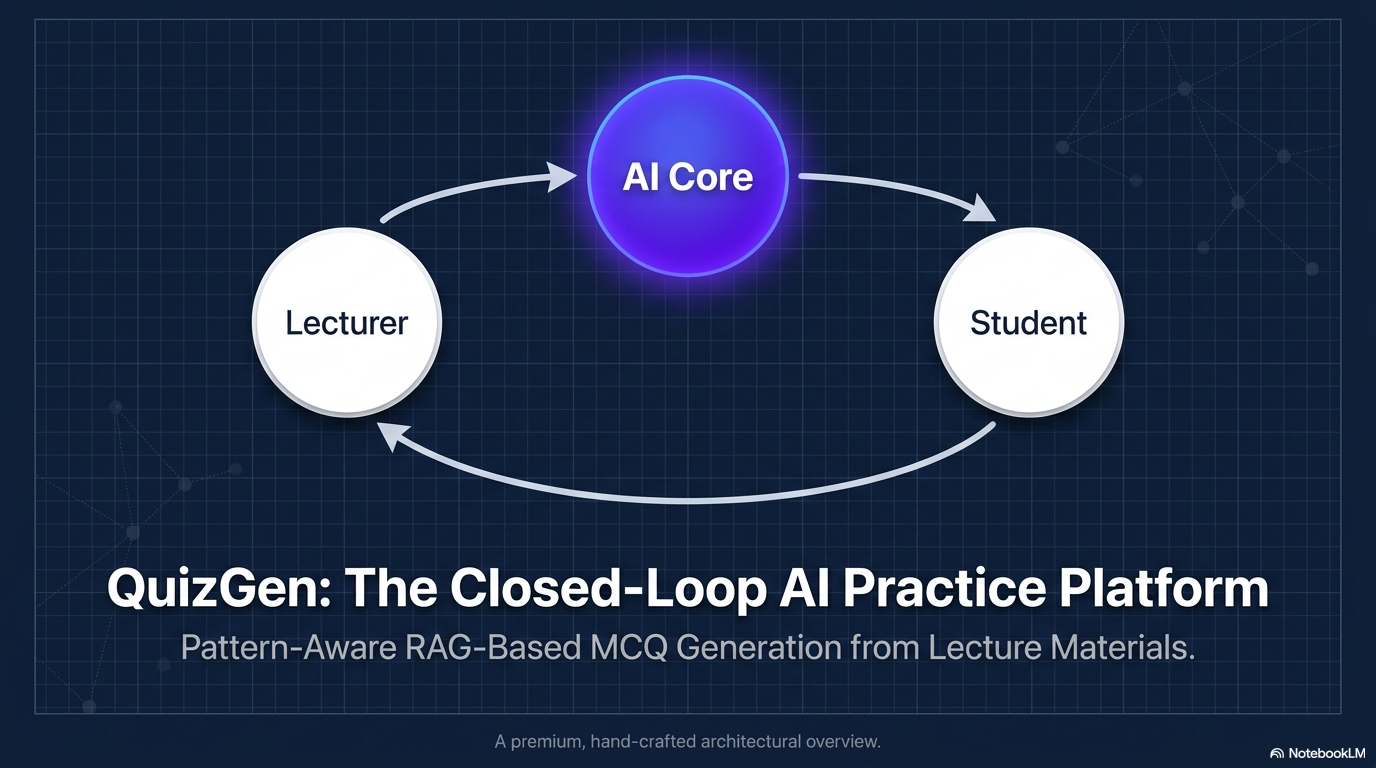 AI Core
Lecturer
Student
QuizGen: The Closed-Loop AI Practice Platform
Pattern-Aware RAG-Based MCQ Generation from Lecture Materials.
A premium, hand-crafted architectural overview.
NotebookLM